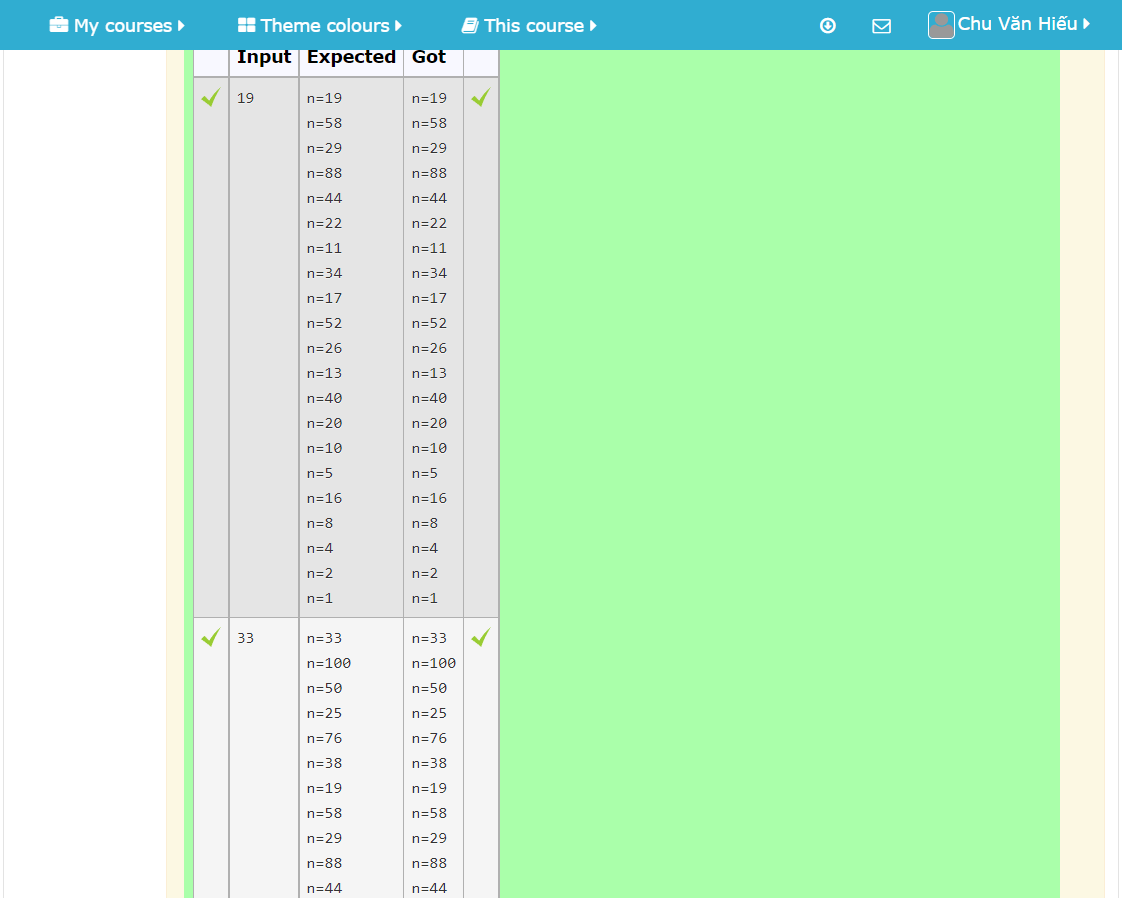 My courses This, Theme colours This course Chu Văn Hiếu
Input Expected Got
19 n=19 n=19
n=58 n=58
n=29 n=29
n=88 n=88
n=44 n=44
n=22 n=22
n=11 n=11
n=34 n=34
n=17 n=17
n=52 n=52
n=26 n=26
n=13 n=13
n=40 n=40
n=20 n=20
n=10 n=10
n=5 n=5
n=16 n=16
n=8 n=8
n=4 n=4
n=2 n=2
n=1 n=1
33 n=33 n=33
n=100 n=100
n=50 n=50
n=25 n=25
n=76 n=76
n=38 n=38
n=19 n=19
n=58 n=58
n=29 n=29
n=88 n=88
n=44 n=44